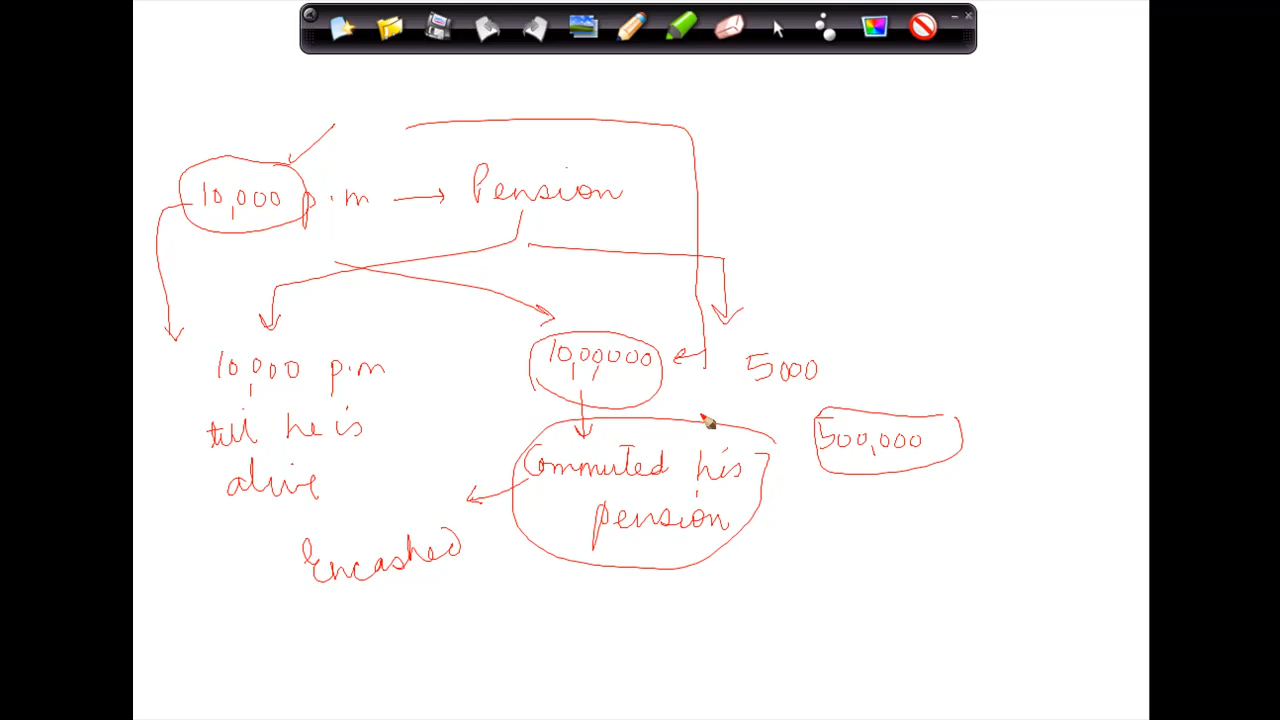 10,000 p.m → Pension
10,000 p.m
till he is
alive
10,00,000
Commuted his
pension
Encashed
5000
500,000